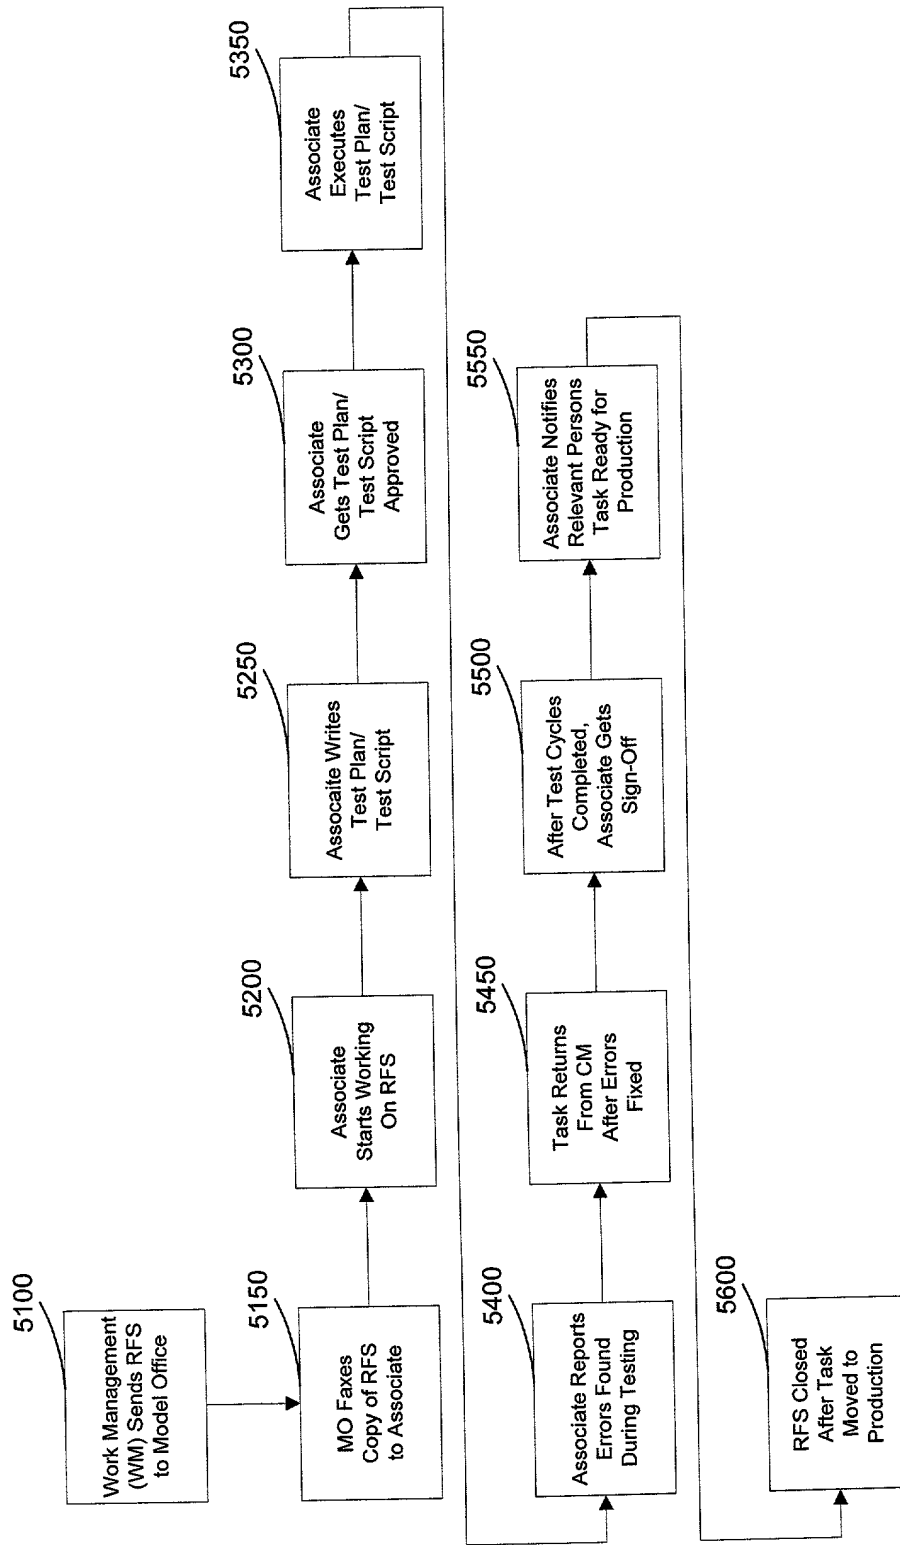 5100
Work Management
(WM) Sends RFS
to Model Office
5150
MO Faxes
Copy of RFS
to Associate
5200
Associate
Starts Working
On RFS
5250
Assocaite Writes
Test Plan/
Test Script
5300
Associate
Gets Test Plan/
Test Script
Approved
5350
Associate
Executes
Test Plan/
Test Script
5400
Associate Reports
Errors Found
During Testing
5450
Task Returns
From CM
After Errors
Fixed
5500
After Test Cycles
Completed,
Associate Gets
Sign-Off
5550
Associate Notifies
Relevant Persons
Task Ready for
Production
5600
RFS Closed
After Task
Moved to
Production